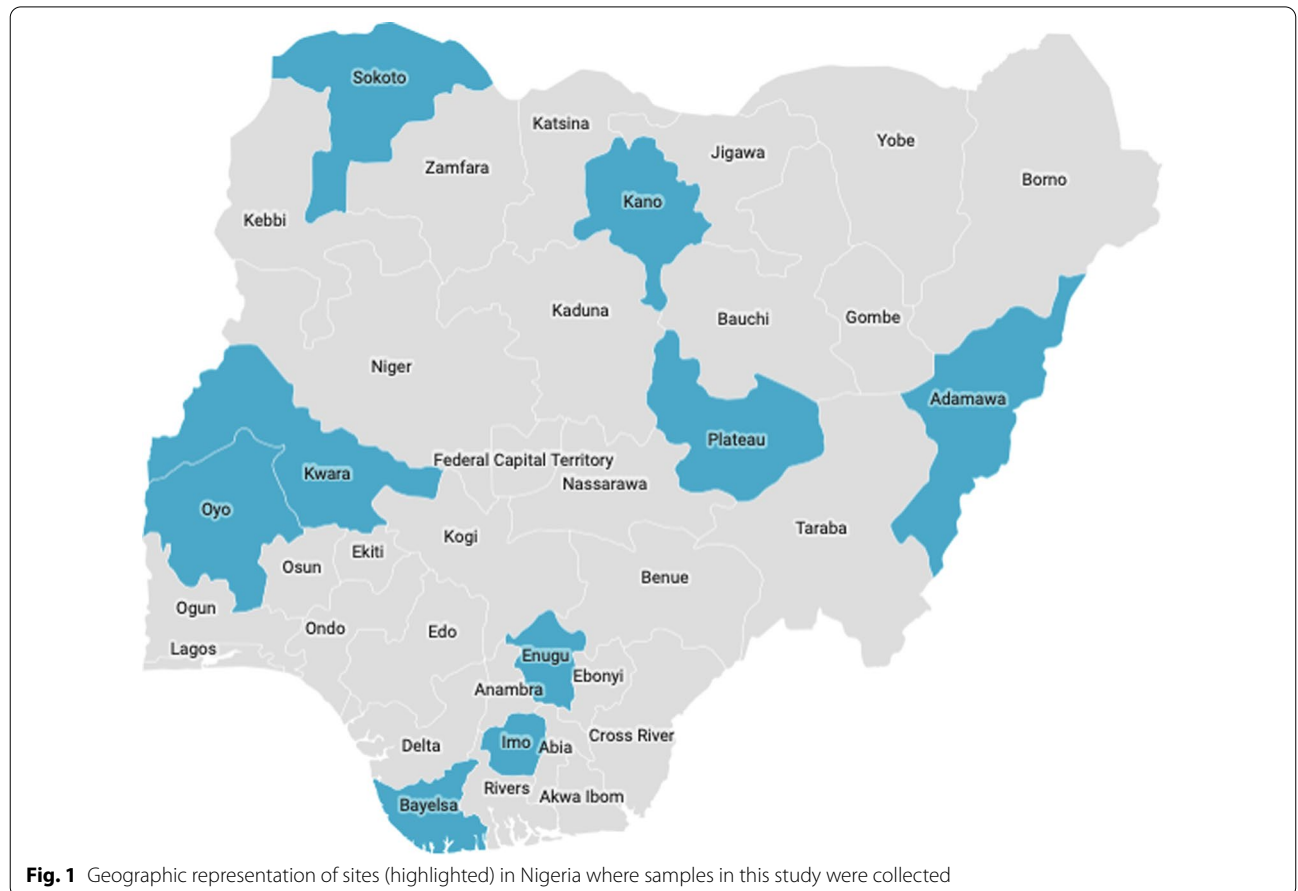 Sokoto
Katsina
Yobe
Jigawa
Zamfara
Borno
Kano
Kebbi
Kaduna
Gombe
Bauchi
Niger
Adamawa
Plateau
Federal Capital Territory
Kwara
Nassarawa
Oyo
Taraba
Kogi
Ekiti
Osun
Benue
Ogun
Ondo
Edo
Lagos
Enugu
Ebonyi
Anambra
Cross River
Imo
Abia
Delta
Rivers
Akwa Ibom
Bayelsa
Fig. 1 Geographic representation of sites (highlighted) in Nigeria where samples in this study were collected